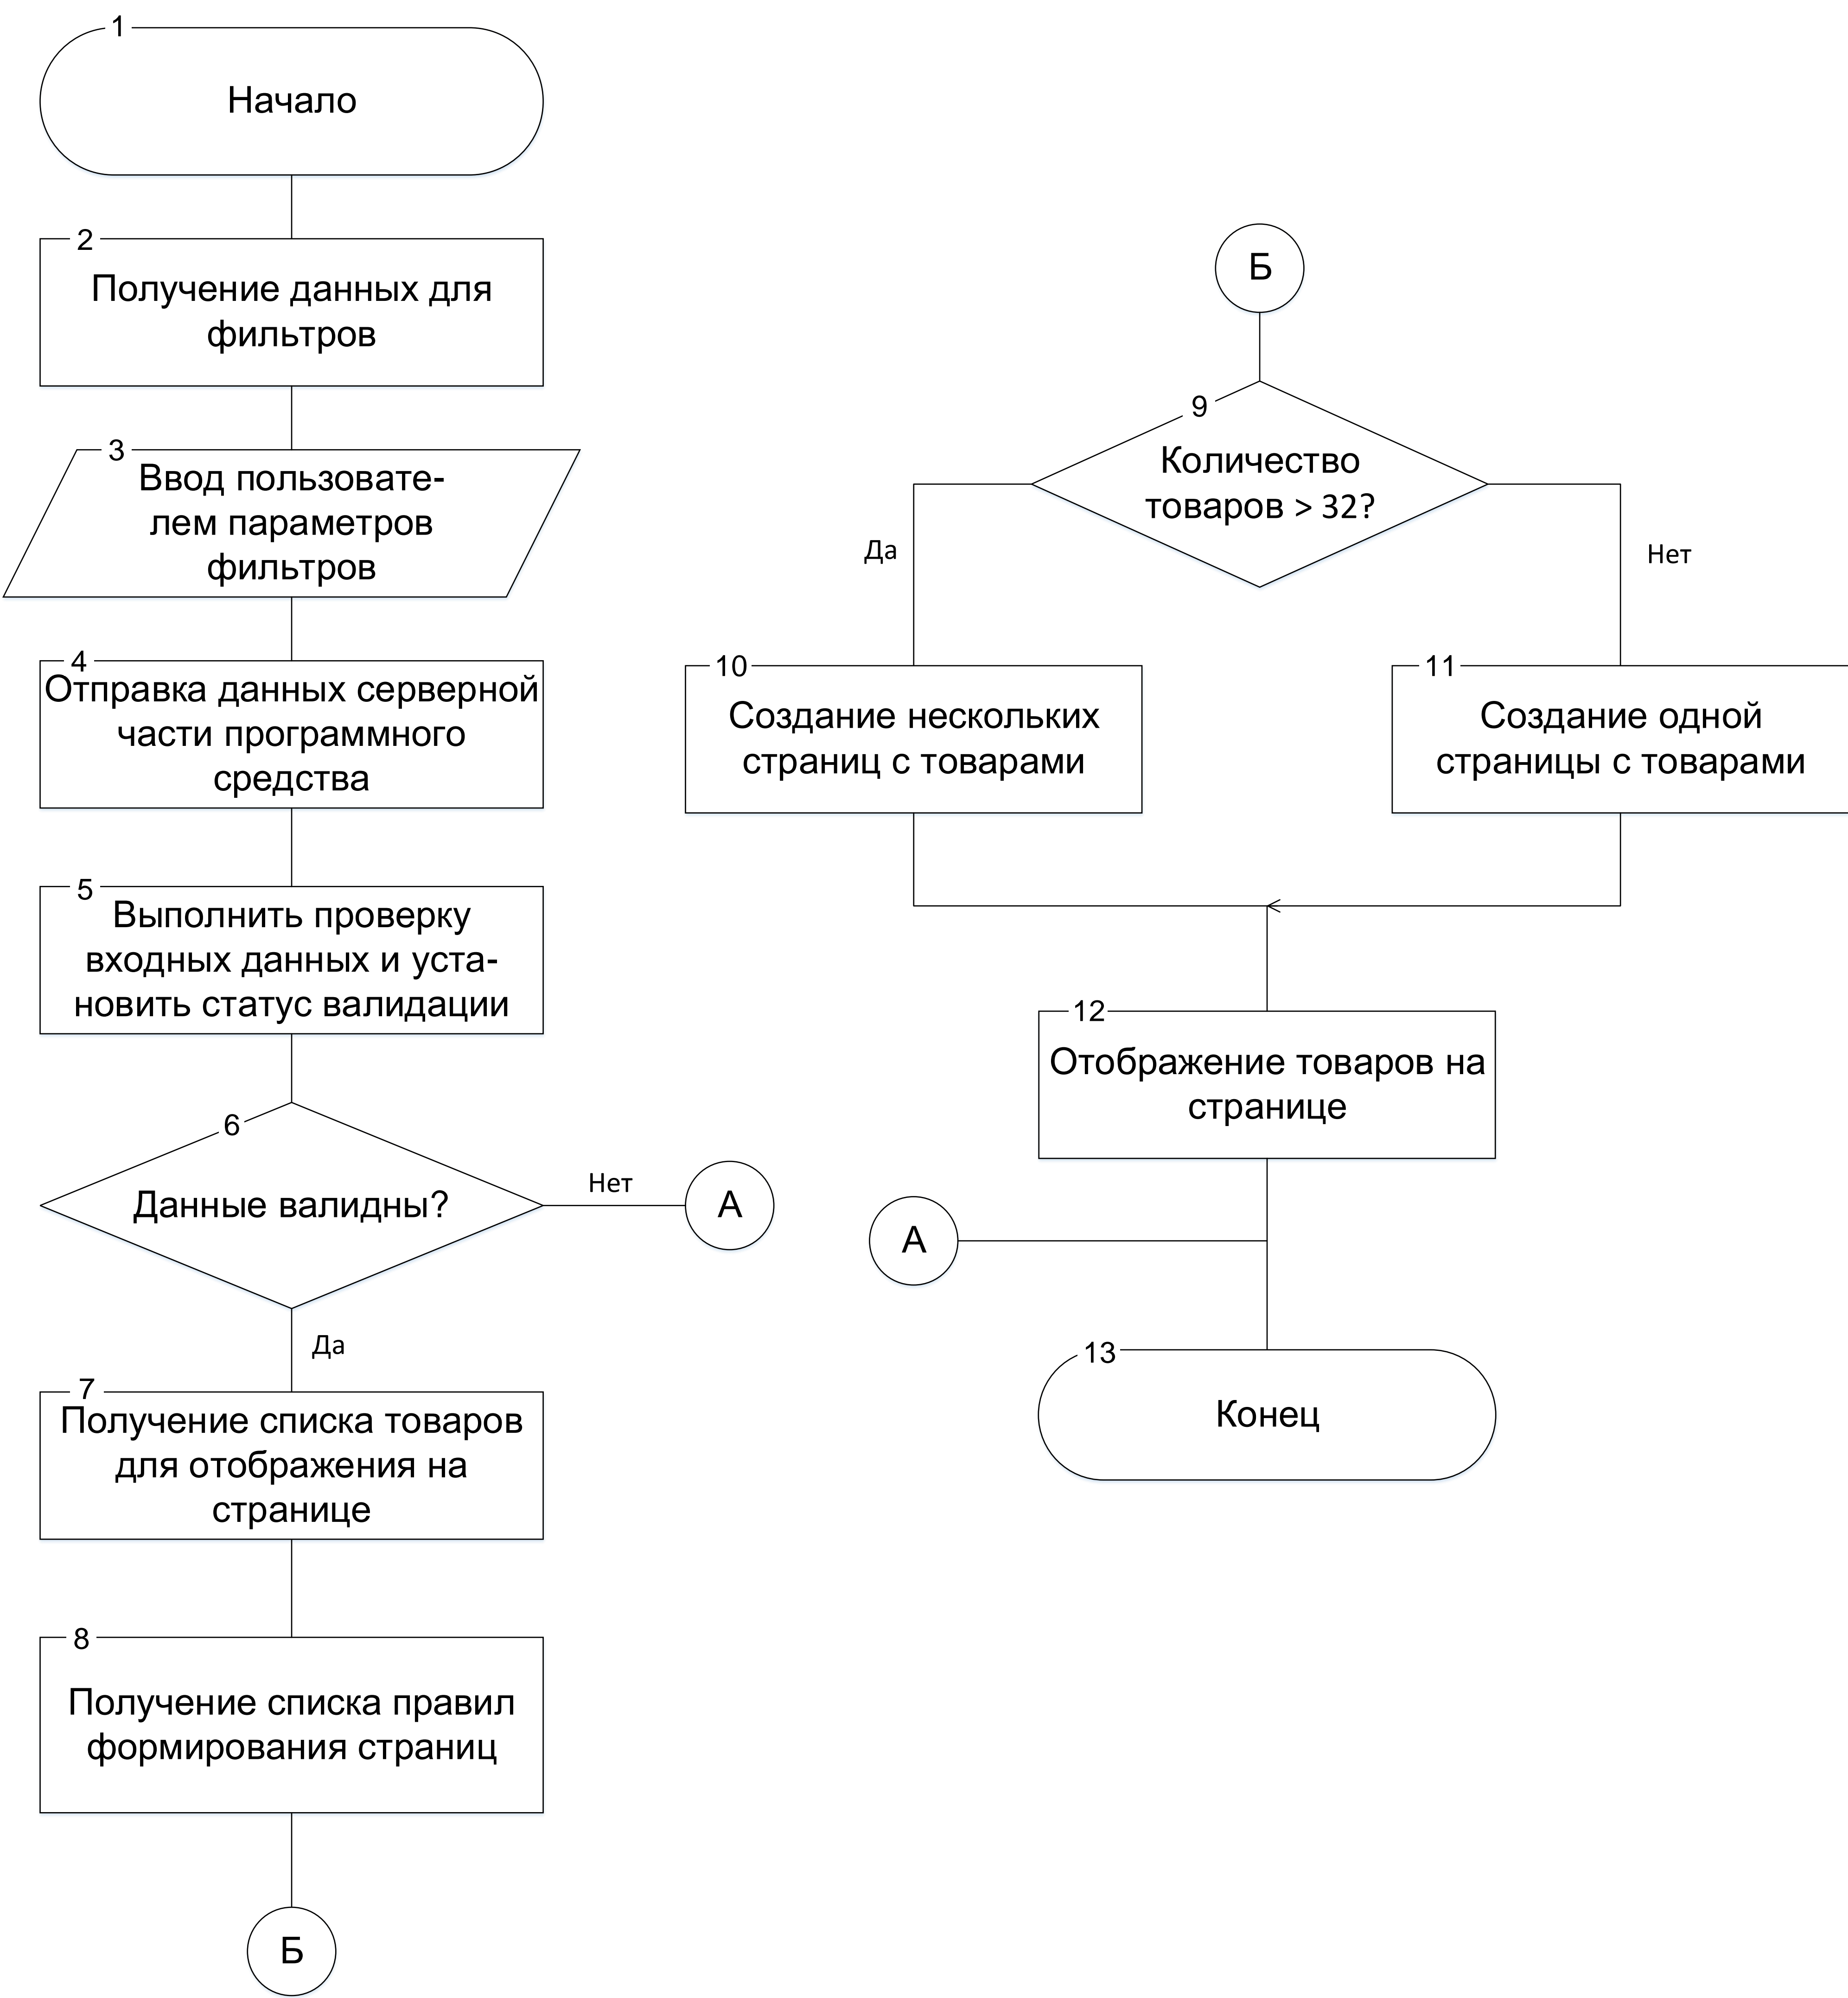 1
Начало
2
Получение данных для
фильтров
3
Ввод пользовате-
лем параметров
фильтров
4
Отправка данных серверной
части программного
средства
5
Выполнить проверку
входных данных и уста-
новить статус валидации
6
Данные валидны?
Нет
А
Да
7
Получение списка товаров
для отображения на
странице
8
Получение списка правил
формирования страниц
Б
Б
9
Количество
товаров > 32?
Да
Нет
10
Создание нескольких
страниц с товарами
11
Создание одной
страницы с товарами
12
Отображение товаров на
странице
А
13
Конец